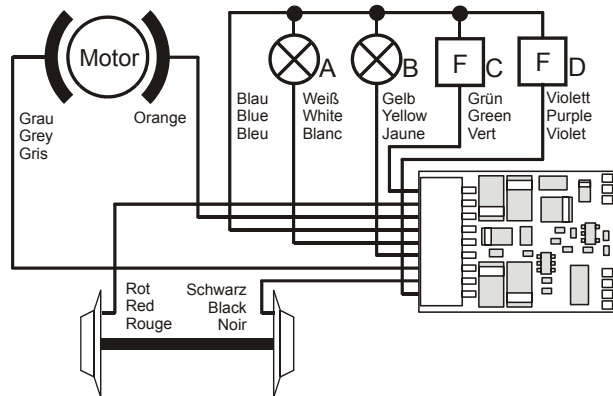 Motor
A
B
F
C
F
D
Grau
Grey
Gris
Orange
Blau
Blue
Bleu
Weiß
White
Blanc
Gelb
Yellow
Jaune
Grün
Green
Vert
Violett
Purple
Violet
Rot
Red
Rouge
Schwarz
Black
Noir